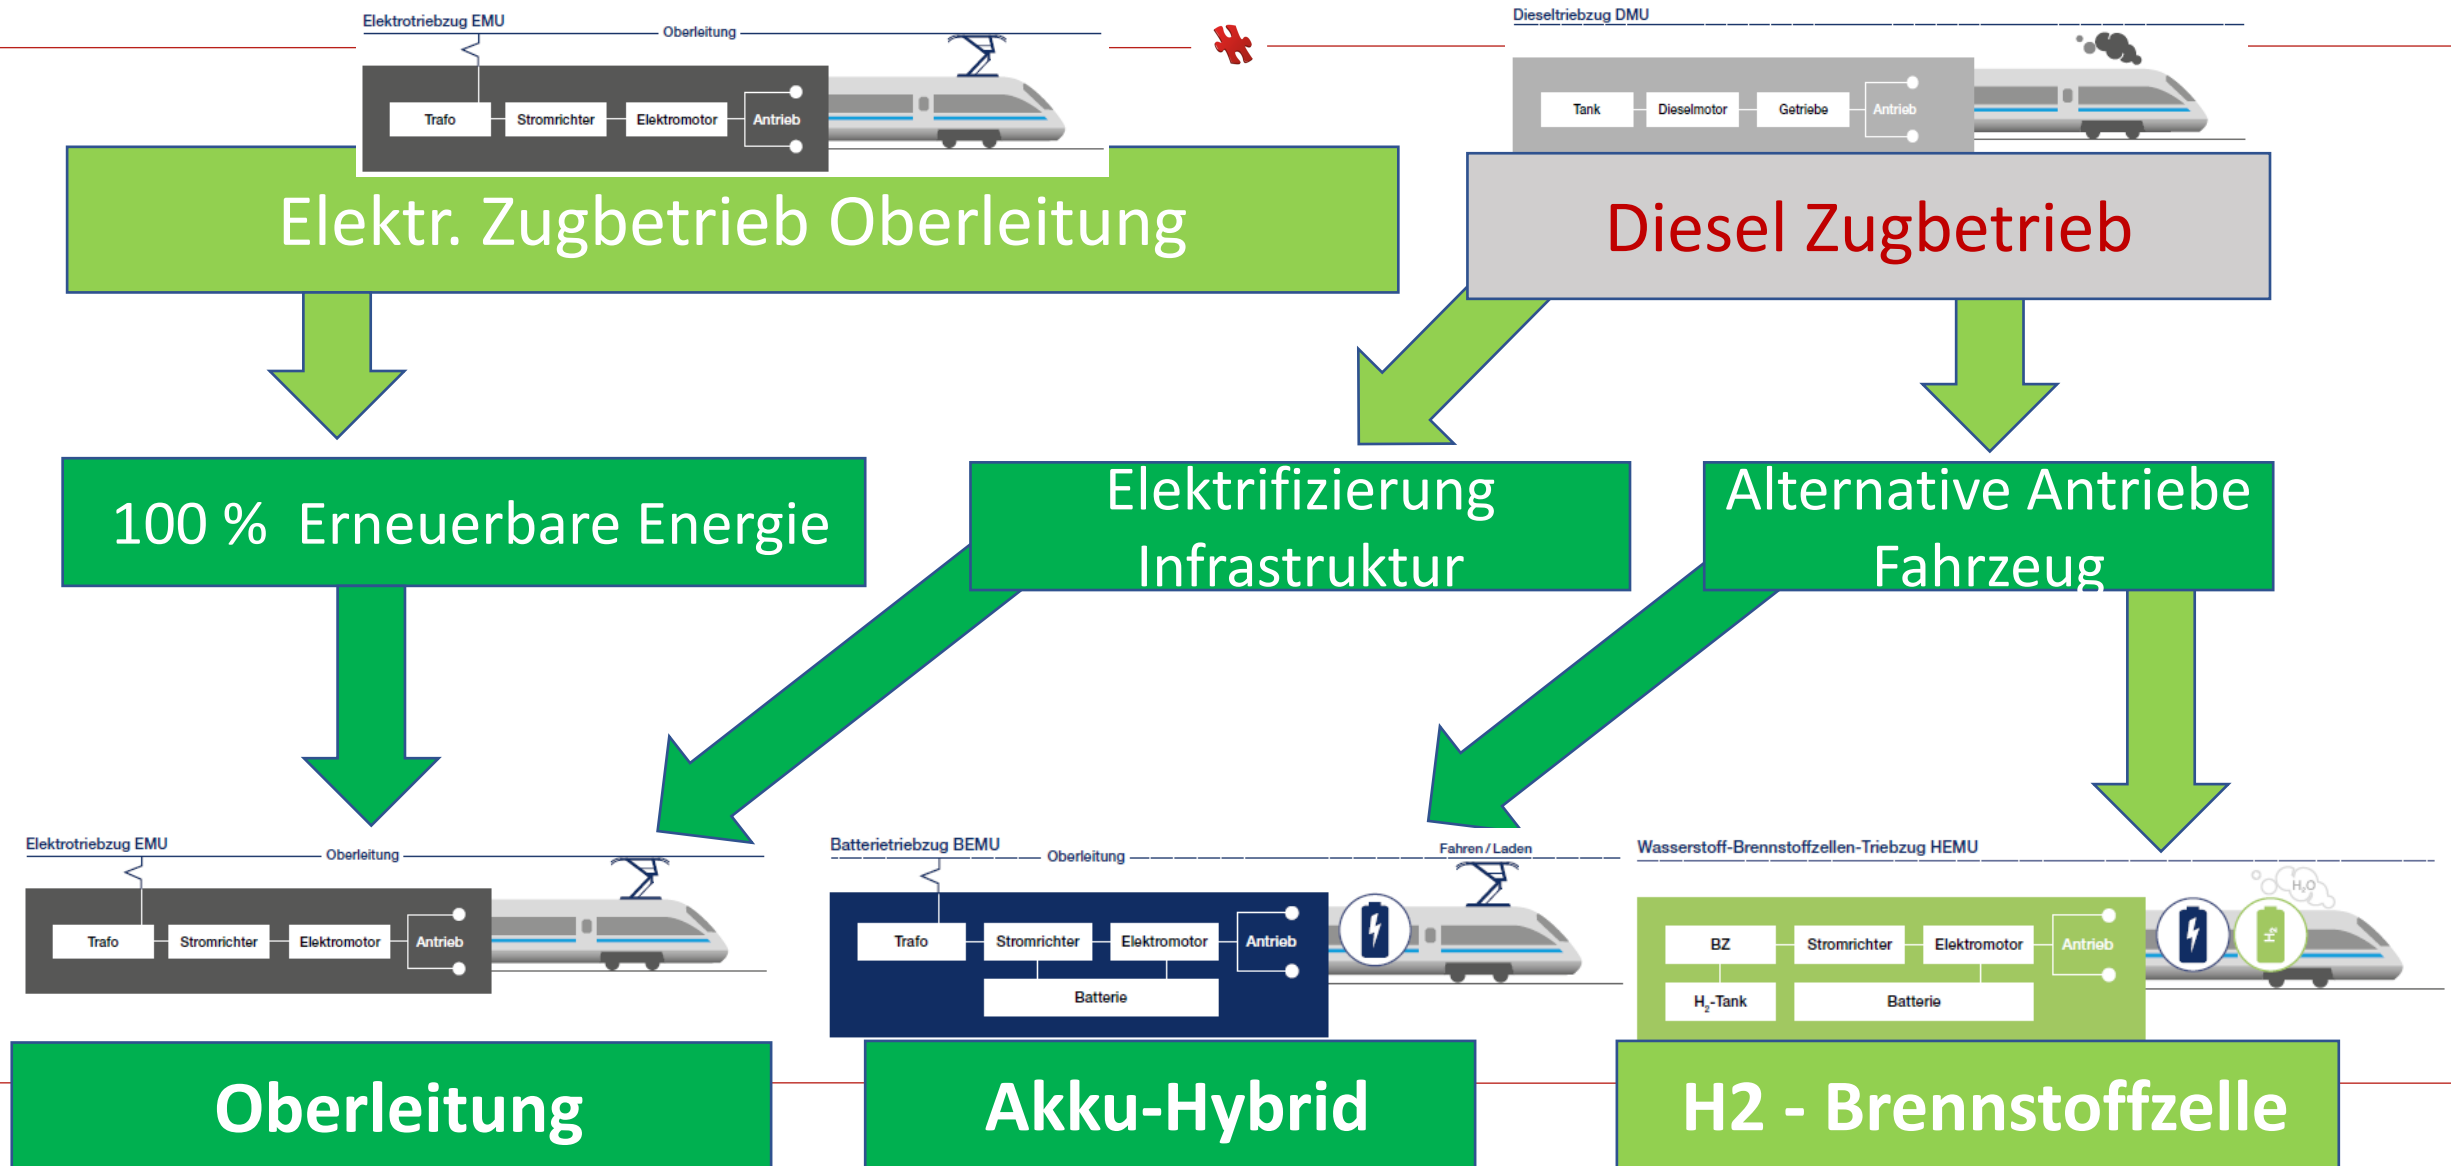 Elektrotriebzug EMU
Oberleitung
Trafo
Stromrichter
Elektromotor
Antrieb
Dieseltriebzug DMU
Tank
Dieselmotor
Getriebe
Antrieb
Elektr. Zugbetrieb Oberleitung
Diesel Zugbetrieb
100 % Erneuerbare Energie
Elektrifizierung
Infrastruktur
Alternative Antriebe
Fahrzeug
Elektrotriebzug EMU
Oberleitung
Trafo
Stromrichter
Elektromotor
Antrieb
Oberleitung
Batterietriebzug BEMU
Oberleitung
Fahren / Laden
Trafo
Stromrichter
Elektromotor
Antrieb
Batterie
Akku-Hybrid
Wasserstoff-Brennstoffzellen-Triebzug HEMU
H₂O
BZ
Stromrichter
Elektromotor
Antrieb
H₂
H₂-Tank
Batterie
H2 - Brennstoffzelle